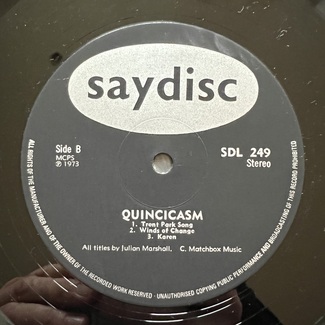 saydisc
Side B
MCPS
℗ 1973
SDL 249
Stereo
QUINCICASM
1. Trent Park Song
2. Winds of Change
3. Karen
All titles by Julian Marshall, C. Matchbox Music
ALL RIGHTS OF THE MANUFACTURER AND OF THE OWNER OF THE RECORDED WORK RESERVED · UNAUTHORISED COPYING PUBLIC PERFORMANCE AND BROADCASTING OF THIS RECORD PROHIBITED